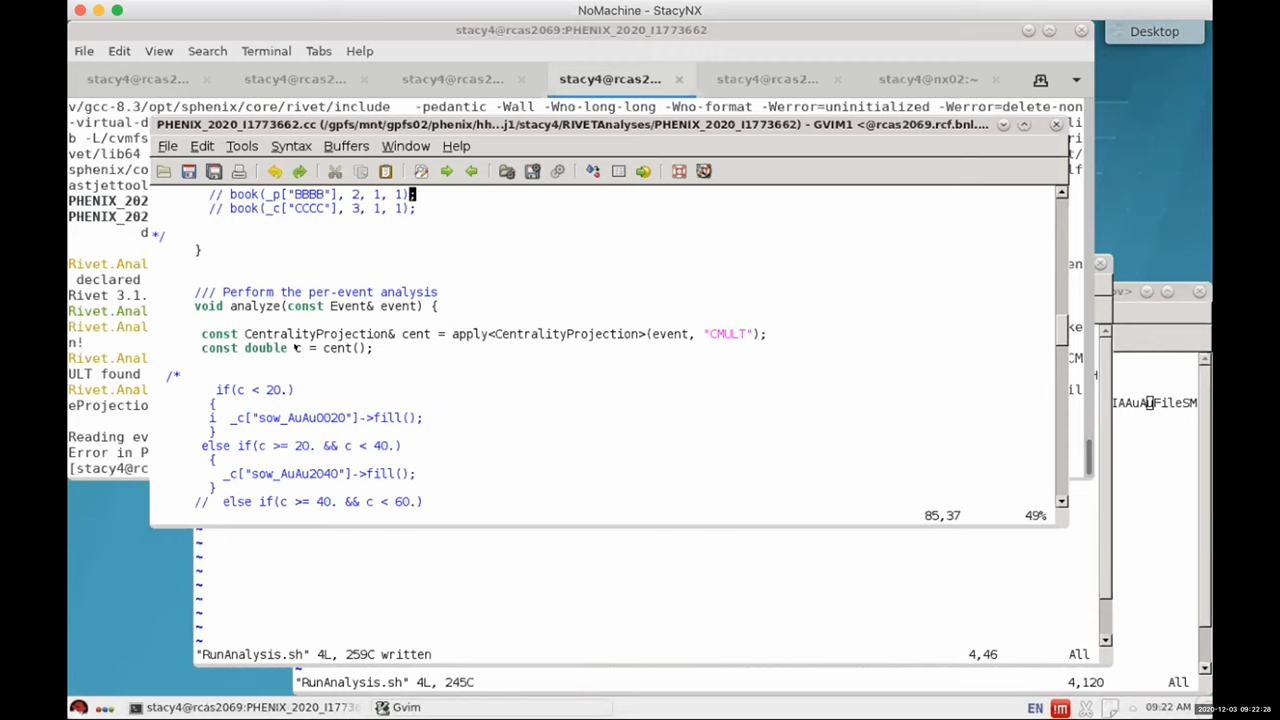 NoMachine - StacyNX
stacy4@rcas2069:PHENIX_2020_I1773662
Desktop
File Edit View Search Terminal Tabs Help
stacy4@rcas2... stacy4@rcas2... stacy4@rcas2... stacy4@rcas2... stacy4@rcas2... stacy4@nx02:~
v/gcc-8.3/opt/sphenix/core/rivet/include -pedantic -Wall -Wno-long-long -Wno-format -Werror=uninitialized -Werror=delete-non
-virtual-d
b -L/cvmfs
vet/lib64
sphenix/co
astjettool
PHENIX_202
PHENIX_202
d
Rivet.Anal
declared
Rivet 3.1.
Rivet.Anal
Rivet.Anal
n!
Rivet.Anal
ULT found
Rivet.Anal
eProjectio
Reading ev
Error in P
[stacy4@rc
PHENIX_2020_I1773662.cc (/gpfs/mnt/gpfs02/phenix/hh...j1/stacy4/RIVETAnalyses/PHENIX_2020_I1773662) - GVIM1 <@rcas2069.rcf.bnl....
File Edit Tools Syntax Buffers Window Help
// book(_p["BBBB"], 2, 1, 1);
// book(_c["CCCC"], 3, 1, 1);
*/
}
/// Perform the per-event analysis
void analyze(const Event& event) {
const CentralityProjection& cent = apply<CentralityProjection>(event, "CMULT");
const double c = cent();
/*
if(c < 20.)
{
i _c["sow_AuAu0020"]->fill();
}
else if(c >= 20. && c < 40.)
{
_c["sow_AuAu2040"]->fill();
}
// else if(c >= 40. && c < 60.)
85,37 49%
ov>
IAAuAuFileSM
"RunAnalysis.sh" 4L, 259C written 4,46 All
"RunAnalysis.sh" 4L, 245C 4,120 All
stacy4@rcas2069:PHENIX_2020_I1773... Gvim EN 09:22 AM
2020-12-03 09:22:28